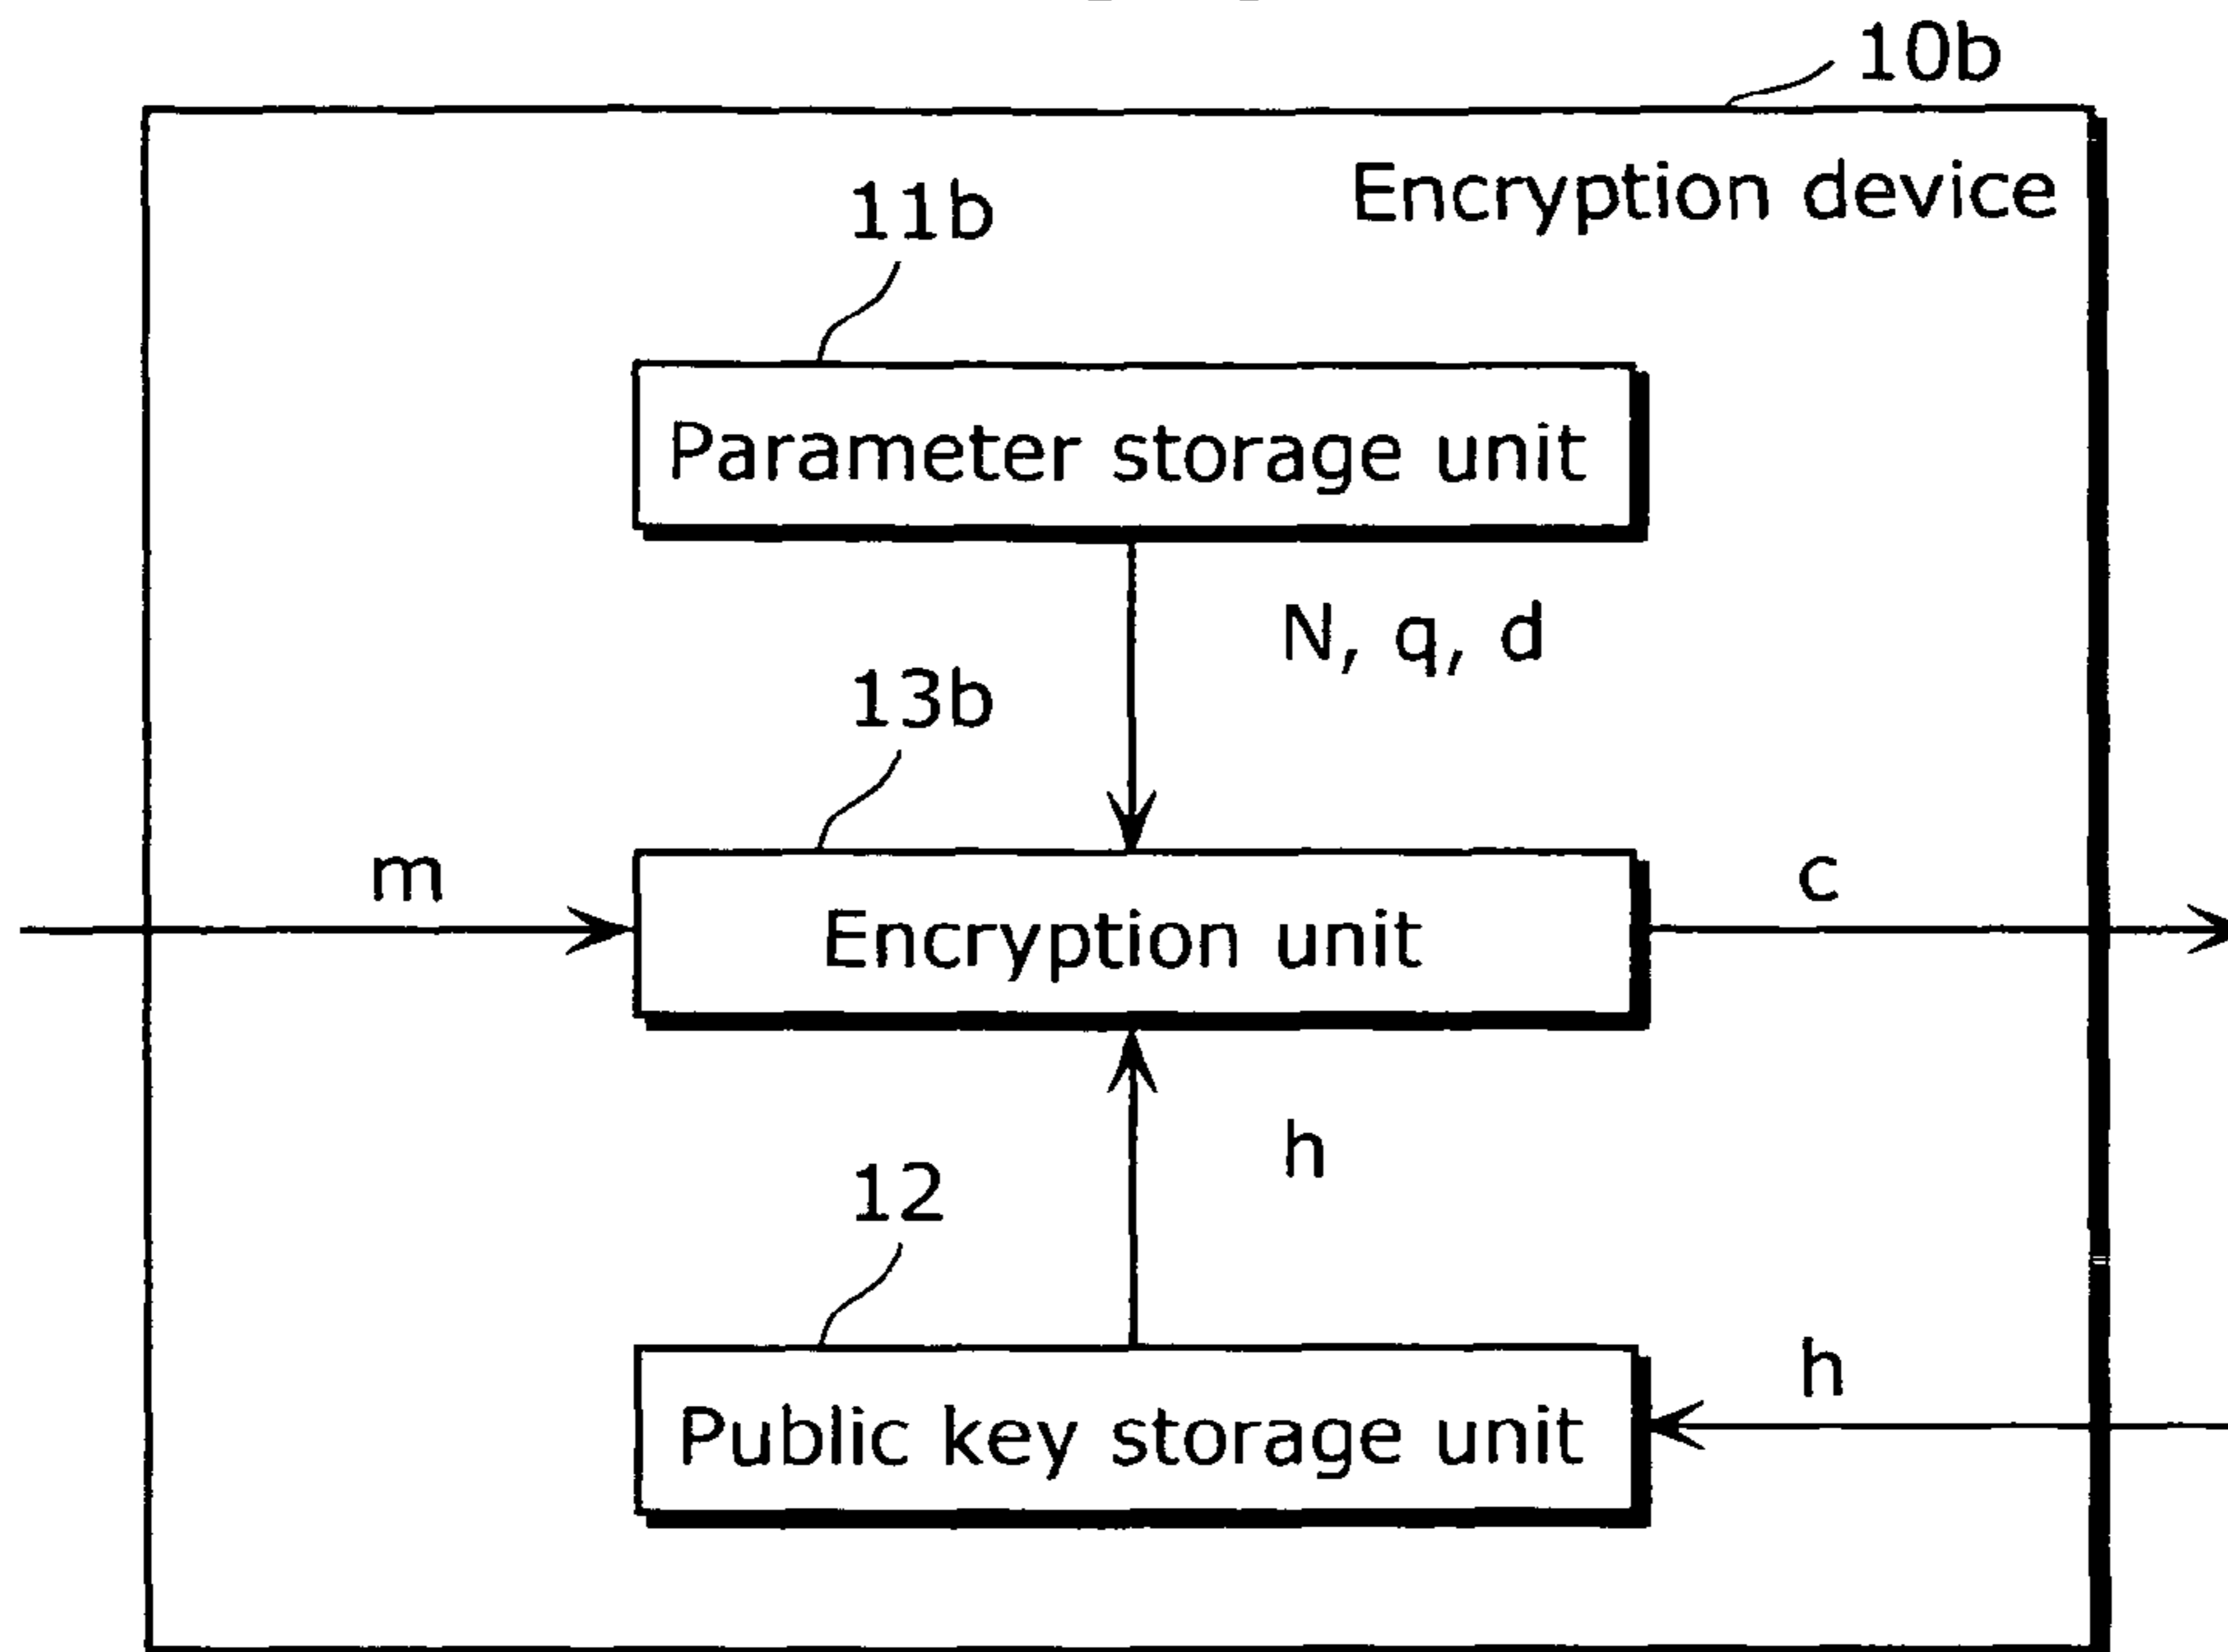 10b
Encryption device
11b
Parameter storage unit
N, q, d
13b
m
Encryption unit
c
h
12
h
Public key storage unit